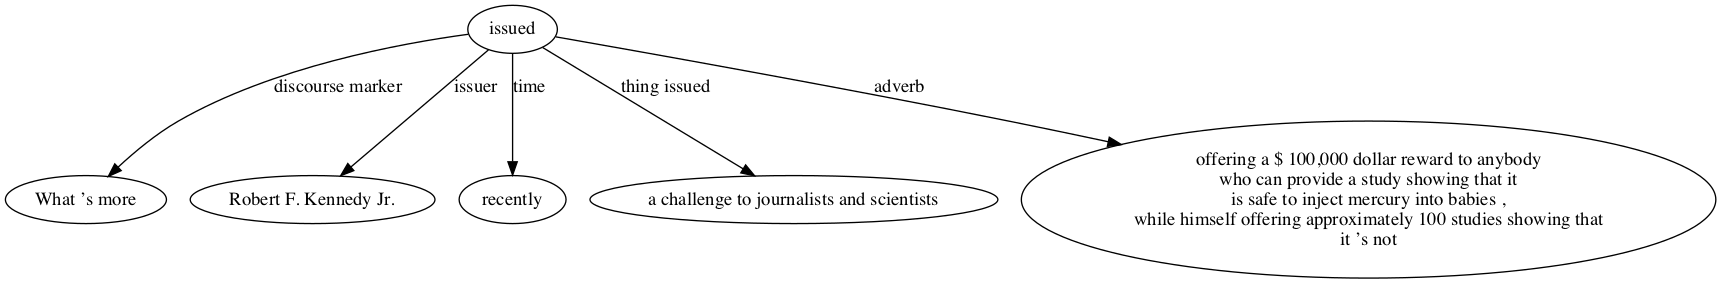 issued
discourse marker
issuer
time
thing issued
adverb
What 's more
Robert F. Kennedy Jr.
recently
a challenge to journalists and scientists
offering a $ 100,000 dollar reward to anybody
who can provide a study showing that it
is safe to inject mercury into babies ,
while himself offering approximately 100 studies showing that
it 's not